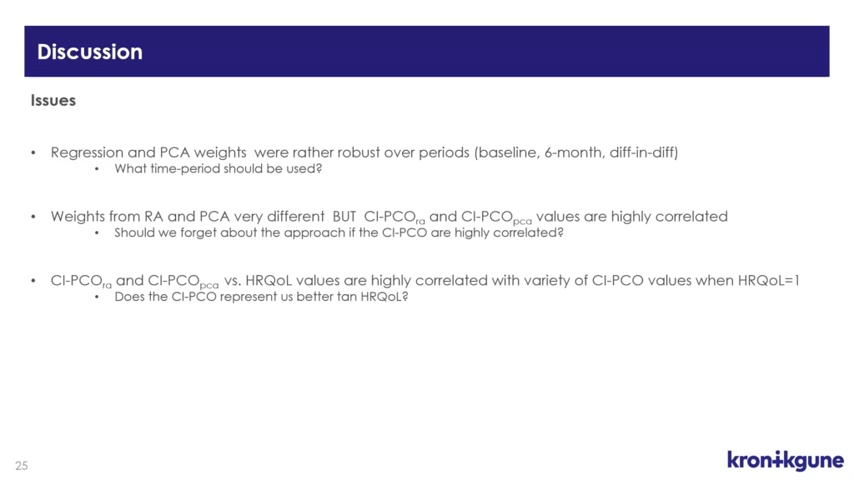 Discussion
Issues
• Regression and PCA weights were rather robust over periods (baseline, 6-month, diff-in-diff)
• What time-period should be used?
• Weights from RA and PCA very different BUT CI-PCOra and CI-PCOpca values are highly correlated
• Should we forget about the approach if the CI-PCO are highly correlated?
• CI-PCOra and CI-PCOpca vs. HRQoL values are highly correlated with variety of CI-PCO values when HRQoL=1
• Does the CI-PCO represent us better tan HRQoL?
25
kronikgune